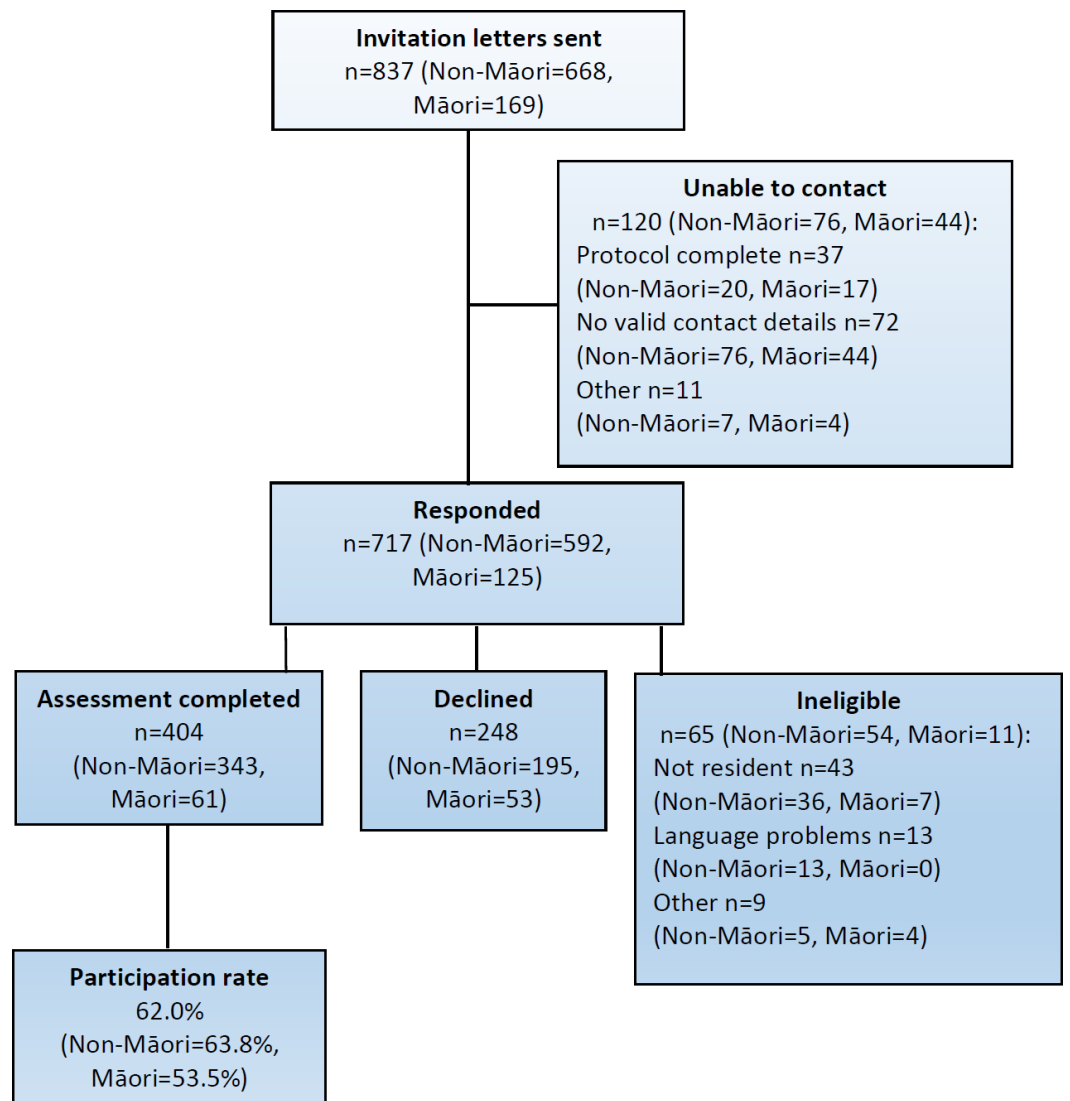 Invitation letters sent
n=837 (Non-Māori=668,
Māori=169)
Unable to contact
n=120 (Non-Māori=76, Māori=44):
Protocol complete n=37
(Non-Māori=20, Māori=17)
No valid contact details n=72
(Non-Māori=76, Māori=44)
Other n=11
(Non-Māori=7, Māori=4)
Responded
n=717 (Non-Māori=592,
Māori=125)
Assessment completed
n=404
(Non-Māori=343,
Māori=61)
Declined
n=248
(Non-Māori=195,
Māori=53)
Ineligible
n=65 (Non-Māori=54, Māori=11):
Not resident n=43
(Non-Māori=36, Māori=7)
Language problems n=13
(Non-Māori=13, Māori=0)
Other n=9
(Non-Māori=5, Māori=4)
Participation rate
62.0%
(Non-Māori=63.8%,
Māori=53.5%)